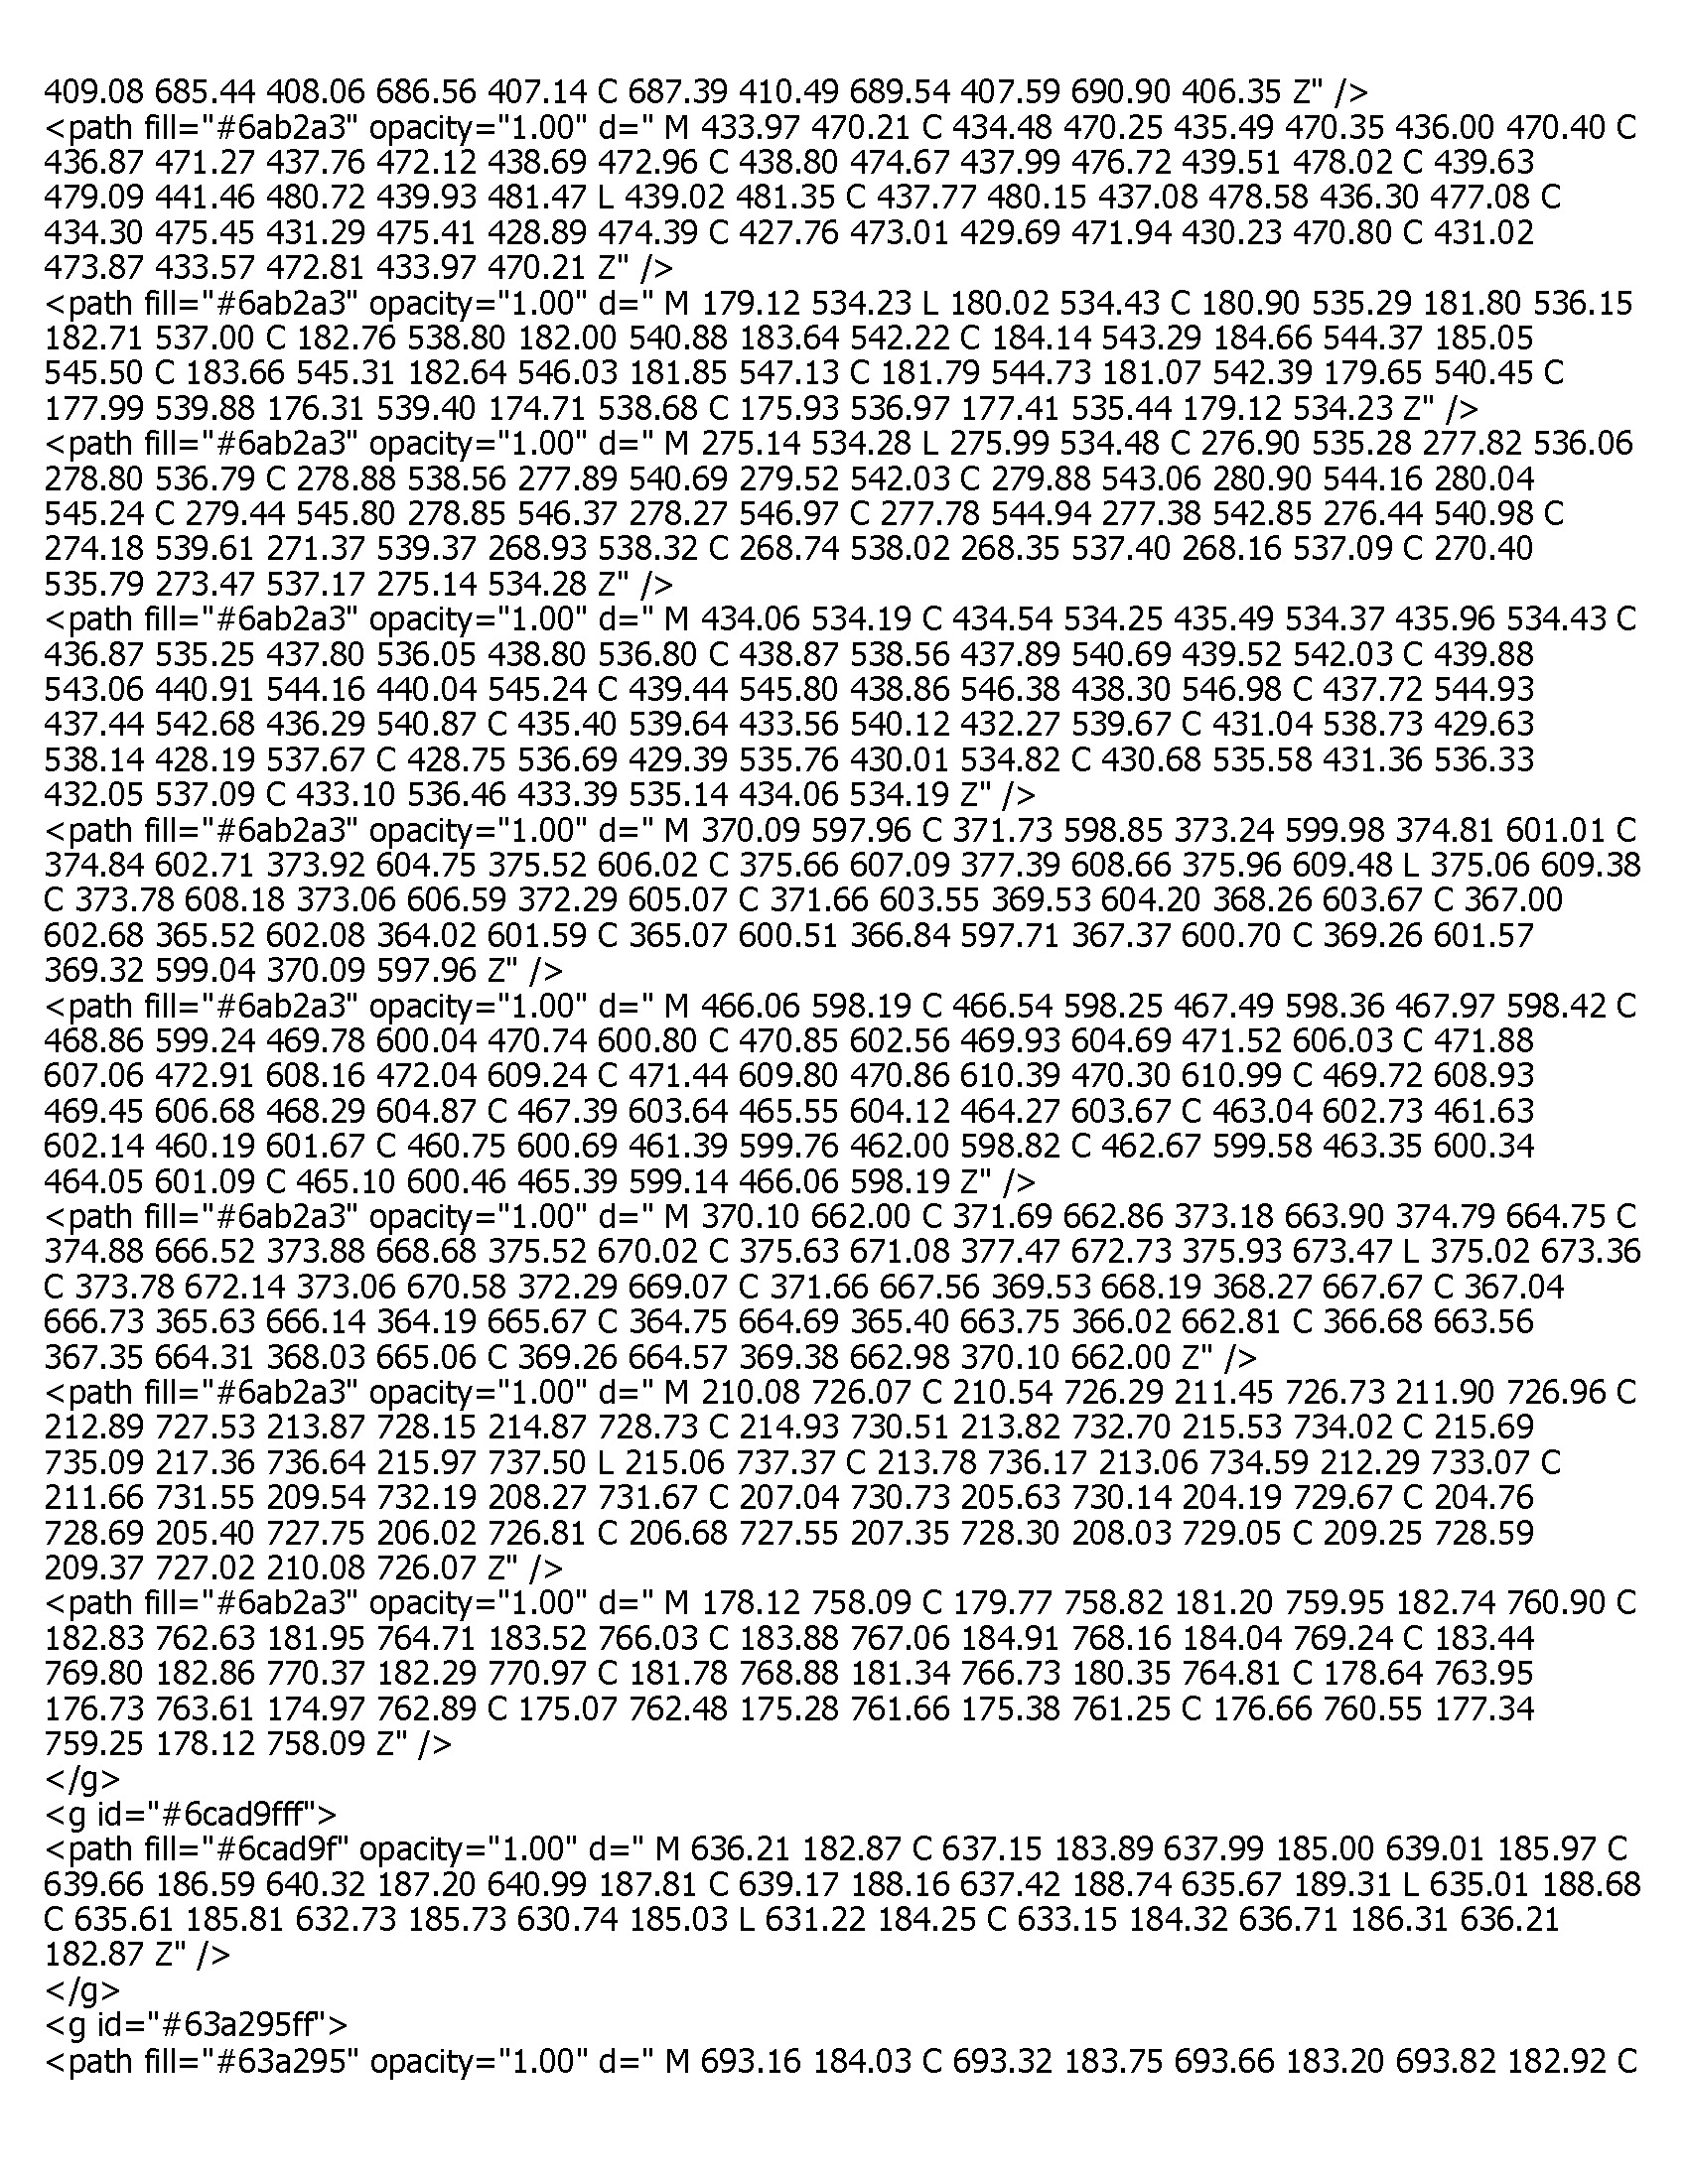 409.08 685.44 408.06 686.56 407.14 C 687.39 410.49 689.54 407.59 690.90 406.35 Z" />
<path fill="#6ab2a3" opacity="1.00" d=" M 433.97 470.21 C 434.48 470.25 435.49 470.35 436.00 470.40 C
436.87 471.27 437.76 472.12 438.69 472.96 C 438.80 474.67 437.99 476.72 439.51 478.02 C 439.63
479.09 441.46 480.72 439.93 481.47 L 439.02 481.35 C 437.77 480.15 437.08 478.58 436.30 477.08 C
434.30 475.45 431.29 475.41 428.89 474.39 C 427.76 473.01 429.69 471.94 430.23 470.80 C 431.02
473.87 433.57 472.81 433.97 470.21 Z" />
<path fill="#6ab2a3" opacity="1.00" d=" M 179.12 534.23 L 180.02 534.43 C 180.90 535.29 181.80 536.15
182.71 537.00 C 182.76 538.80 182.00 540.88 183.64 542.22 C 184.14 543.29 184.66 544.37 185.05
545.50 C 183.66 545.31 182.64 546.03 181.85 547.13 C 181.79 544.73 181.07 542.39 179.65 540.45 C
177.99 539.88 176.31 539.40 174.71 538.68 C 175.93 536.97 177.41 535.44 179.12 534.23 Z" />
<path fill="#6ab2a3" opacity="1.00" d=" M 275.14 534.28 L 275.99 534.48 C 276.90 535.28 277.82 536.06
278.80 536.79 C 278.88 538.56 277.89 540.69 279.52 542.03 C 279.88 543.06 280.90 544.16 280.04
545.24 C 279.44 545.80 278.85 546.37 278.27 546.97 C 277.78 544.94 277.38 542.85 276.44 540.98 C
274.18 539.61 271.37 539.37 268.93 538.32 C 268.74 538.02 268.35 537.40 268.16 537.09 C 270.40
535.79 273.47 537.17 275.14 534.28 Z" />
<path fill="#6ab2a3" opacity="1.00" d=" M 434.06 534.19 C 434.54 534.25 435.49 534.37 435.96 534.43 C
436.87 535.25 437.80 536.05 438.80 536.80 C 438.87 538.56 437.89 540.69 439.52 542.03 C 439.88
543.06 440.91 544.16 440.04 545.24 C 439.44 545.80 438.86 546.38 438.30 546.98 C 437.72 544.93
437.44 542.68 436.29 540.87 C 435.40 539.64 433.56 540.12 432.27 539.67 C 431.04 538.73 429.63
538.14 428.19 537.67 C 428.75 536.69 429.39 535.76 430.01 534.82 C 430.68 535.58 431.36 536.33
432.05 537.09 C 433.10 536.46 433.39 535.14 434.06 534.19 Z" />
<path fill="#6ab2a3" opacity="1.00" d=" M 370.09 597.96 C 371.73 598.85 373.24 599.98 374.81 601.01 C
374.84 602.71 373.92 604.75 375.52 606.02 C 375.66 607.09 377.39 608.66 375.96 609.48 L 375.06 609.38
C 373.78 608.18 373.06 606.59 372.29 605.07 C 371.66 603.55 369.53 604.20 368.26 603.67 C 367.00
602.68 365.52 602.08 364.02 601.59 C 365.07 600.51 366.84 597.71 367.37 600.70 C 369.26 601.57
369.32 599.04 370.09 597.96 Z" />
<path fill="#6ab2a3" opacity="1.00" d=" M 466.06 598.19 C 466.54 598.25 467.49 598.36 467.97 598.42 C
468.86 599.24 469.78 600.04 470.74 600.80 C 470.85 602.56 469.93 604.69 471.52 606.03 C 471.88
607.06 472.91 608.16 472.04 609.24 C 471.44 609.80 470.86 610.39 470.30 610.99 C 469.72 608.93
469.45 606.68 468.29 604.87 C 467.39 603.64 465.55 604.12 464.27 603.67 C 463.04 602.73 461.63
602.14 460.19 601.67 C 460.75 600.69 461.39 599.76 462.00 598.82 C 462.67 599.58 463.35 600.34
464.05 601.09 C 465.10 600.46 465.39 599.14 466.06 598.19 Z" />
<path fill="#6ab2a3" opacity="1.00" d=" M 370.10 662.00 C 371.69 662.86 373.18 663.90 374.79 664.75 C
374.88 666.52 373.88 668.68 375.52 670.02 C 375.63 671.08 377.47 672.73 375.93 673.47 L 375.02 673.36
C 373.78 672.14 373.06 670.58 372.29 669.07 C 371.66 667.56 369.53 668.19 368.27 667.67 C 367.04
666.73 365.63 666.14 364.19 665.67 C 364.75 664.69 365.40 663.75 366.02 662.81 C 366.68 663.56
367.35 664.31 368.03 665.06 C 369.26 664.57 369.38 662.98 370.10 662.00 Z" />
<path fill="#6ab2a3" opacity="1.00" d=" M 210.08 726.07 C 210.54 726.29 211.45 726.73 211.90 726.96 C
212.89 727.53 213.87 728.15 214.87 728.73 C 214.93 730.51 213.82 732.70 215.53 734.02 C 215.69
735.09 217.36 736.64 215.97 737.50 L 215.06 737.37 C 213.78 736.17 213.06 734.59 212.29 733.07 C
211.66 731.55 209.54 732.19 208.27 731.67 C 207.04 730.73 205.63 730.14 204.19 729.67 C 204.76
728.69 205.40 727.75 206.02 726.81 C 206.68 727.55 207.35 728.30 208.03 729.05 C 209.25 728.59
209.37 727.02 210.08 726.07 Z" />
<path fill="#6ab2a3" opacity="1.00" d=" M 178.12 758.09 C 179.77 758.82 181.20 759.95 182.74 760.90 C
182.83 762.63 181.95 764.71 183.52 766.03 C 183.88 767.06 184.91 768.16 184.04 769.24 C 183.44
769.80 182.86 770.37 182.29 770.97 C 181.78 768.88 181.34 766.73 180.35 764.81 C 178.64 763.95
176.73 763.61 174.97 762.89 C 175.07 762.48 175.28 761.66 175.38 761.25 C 176.66 760.55 177.34
759.25 178.12 758.09 Z" />
</g>
<g id="#6cad9fff">
<path fill="#6cad9f" opacity="1.00" d=" M 636.21 182.87 C 637.15 183.89 637.99 185.00 639.01 185.97 C
639.66 186.59 640.32 187.20 640.99 187.81 C 639.17 188.16 637.42 188.74 635.67 189.31 L 635.01 188.68
C 635.61 185.81 632.73 185.73 630.74 185.03 L 631.22 184.25 C 633.15 184.32 636.71 186.31 636.21
182.87 Z" />
</g>
<g id="#63a295ff">
<path fill="#63a295" opacity="1.00" d=" M 693.16 184.03 C 693.32 183.75 693.66 183.20 693.82 182.92 C